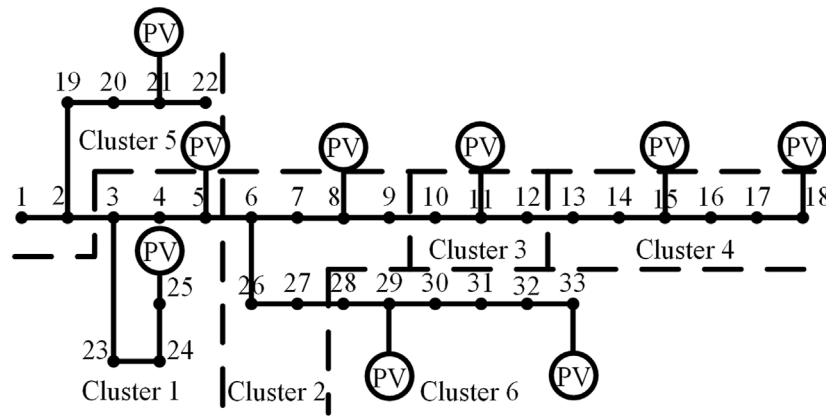 PV
19 20 21 22
Cluster 5 PV PV PV PV PV
1 2 3 4 5 6 7 8 9 10 11 12 13 14 15 16 17 18
PV Cluster 3 Cluster 4
25 26 27 28 29 30 31 32 33
23 24
PV PV
Cluster 1 Cluster 2 Cluster 6